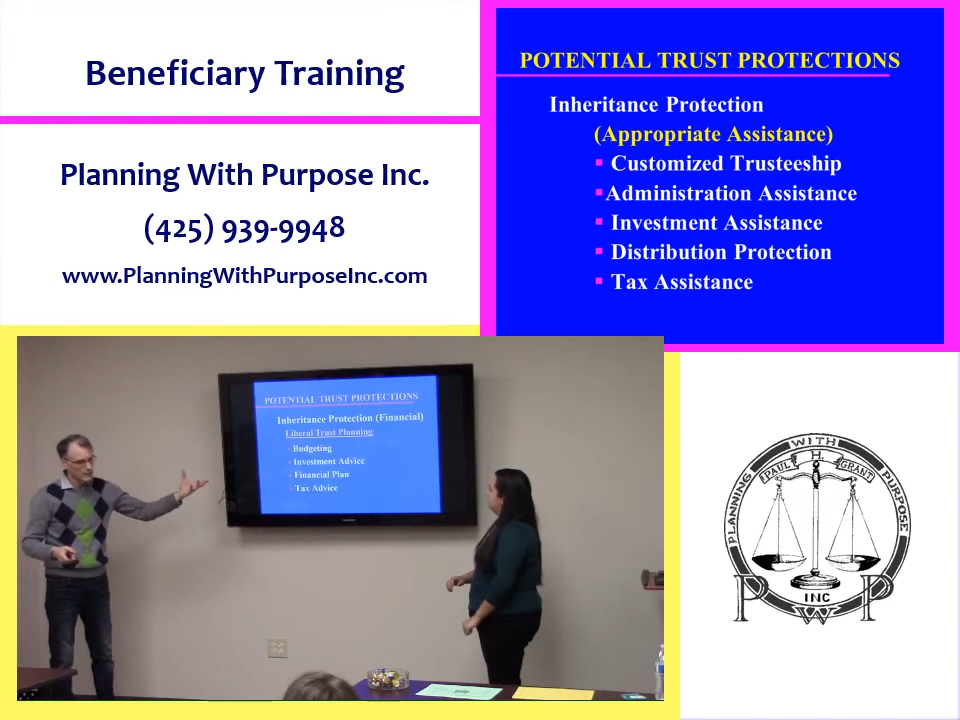 Beneficiary Training
Planning With Purpose Inc.
(425) 939-9948
www.PlanningWithPurposeInc.com
POTENTIAL TRUST PROTECTIONS
Inheritance Protection
(Appropriate Assistance)
▪ Customized Trusteeship
▪Administration Assistance
▪ Investment Assistance
▪ Distribution Protection
▪ Tax Assistance
POTENTIAL TRUST PROTECTIONS
Inheritance Protection (Financial)
Liberal Trust Planning
▪ Budgeting
▪ Investment Advice
▪ Financial Plan
▪ Tax Advice
SAMSUNG
PLANNING WITH PURPOSE
PAUL H. GRANT
INC
PWP